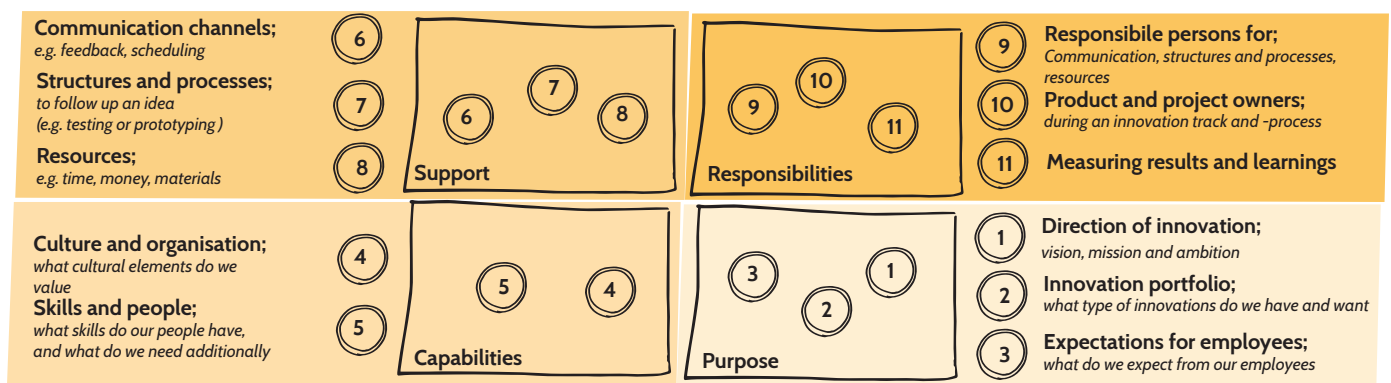 Communication channels;
e.g. feedback, scheduling
6
Structures and processes;
to follow up an idea
(e.g. testing or prototyping )
7
Resources;
e.g. time, money, materials
8
6
7
8
Support
9
10
11
Responsibilities
9
Responsibile persons for;
Communication, structures and processes,
resources
10
Product and project owners;
during an innovation track and -process
11
Measuring results and learnings
Culture and organisation;
what cultural elements do we
value
4
Skills and people;
what skills do our people have,
and what do we need additionally
5
5
4
Capabilities
3
2
1
Purpose
1
Direction of innovation;
vision, mission and ambition
2
Innovation portfolio;
what type of innovations do we have and want
3
Expectations for employees;
what do we expect from our employees